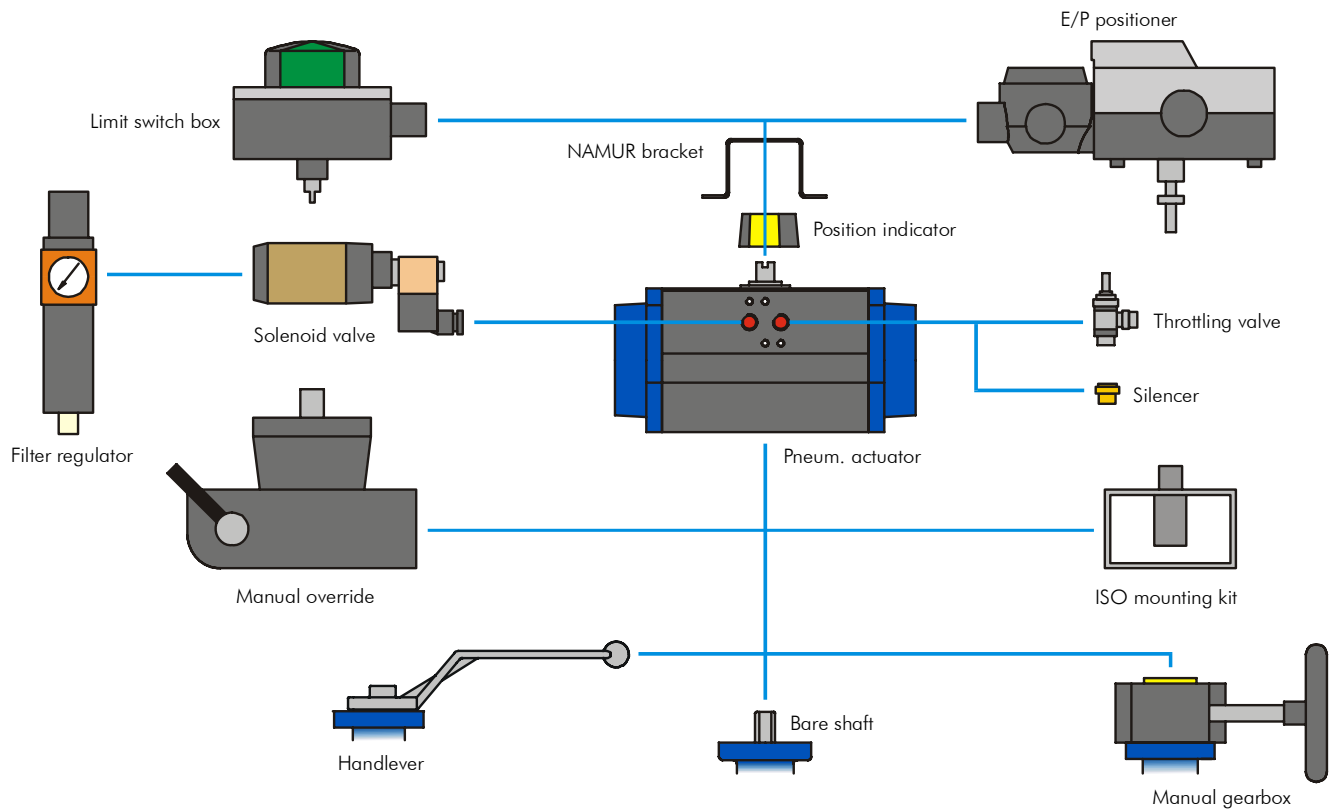 E/P positioner
Limit switch box
NAMUR bracket
Position indicator
Solenoid valve
Throttling valve
Silencer
Filter regulator
Pneum. actuator
Manual override
ISO mounting kit
Bare shaft
Handlever
Manual gearbox